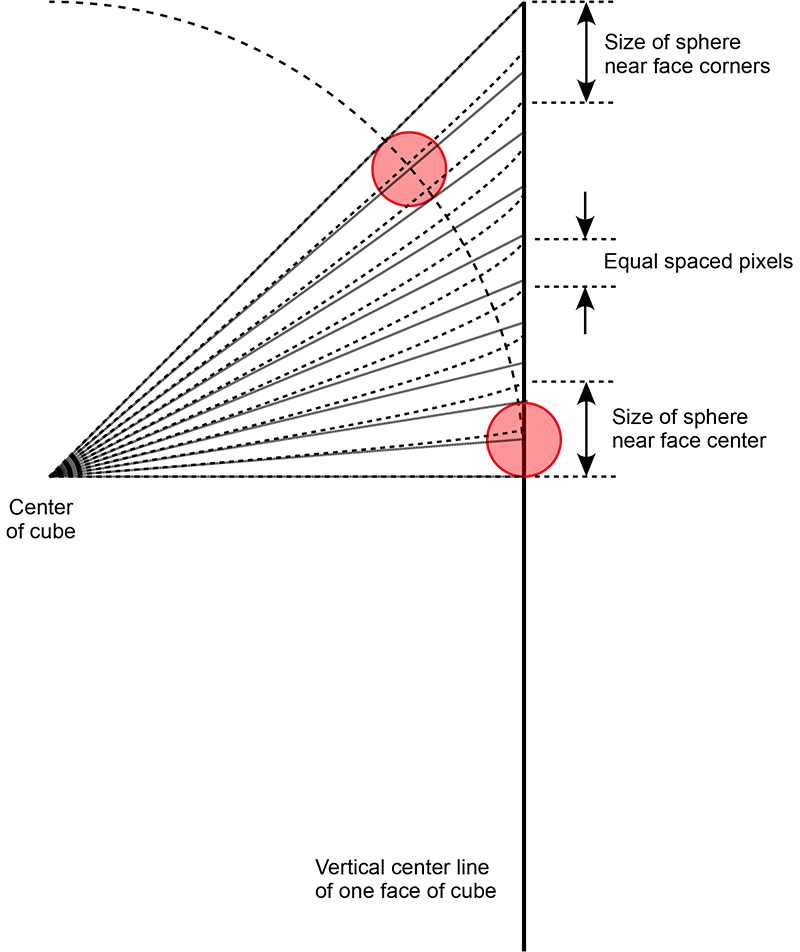 Size of sphere
near face corners
Equal spaced pixels
Size of sphere
near face center
Center
of cube
Vertical center line
of one face of cube